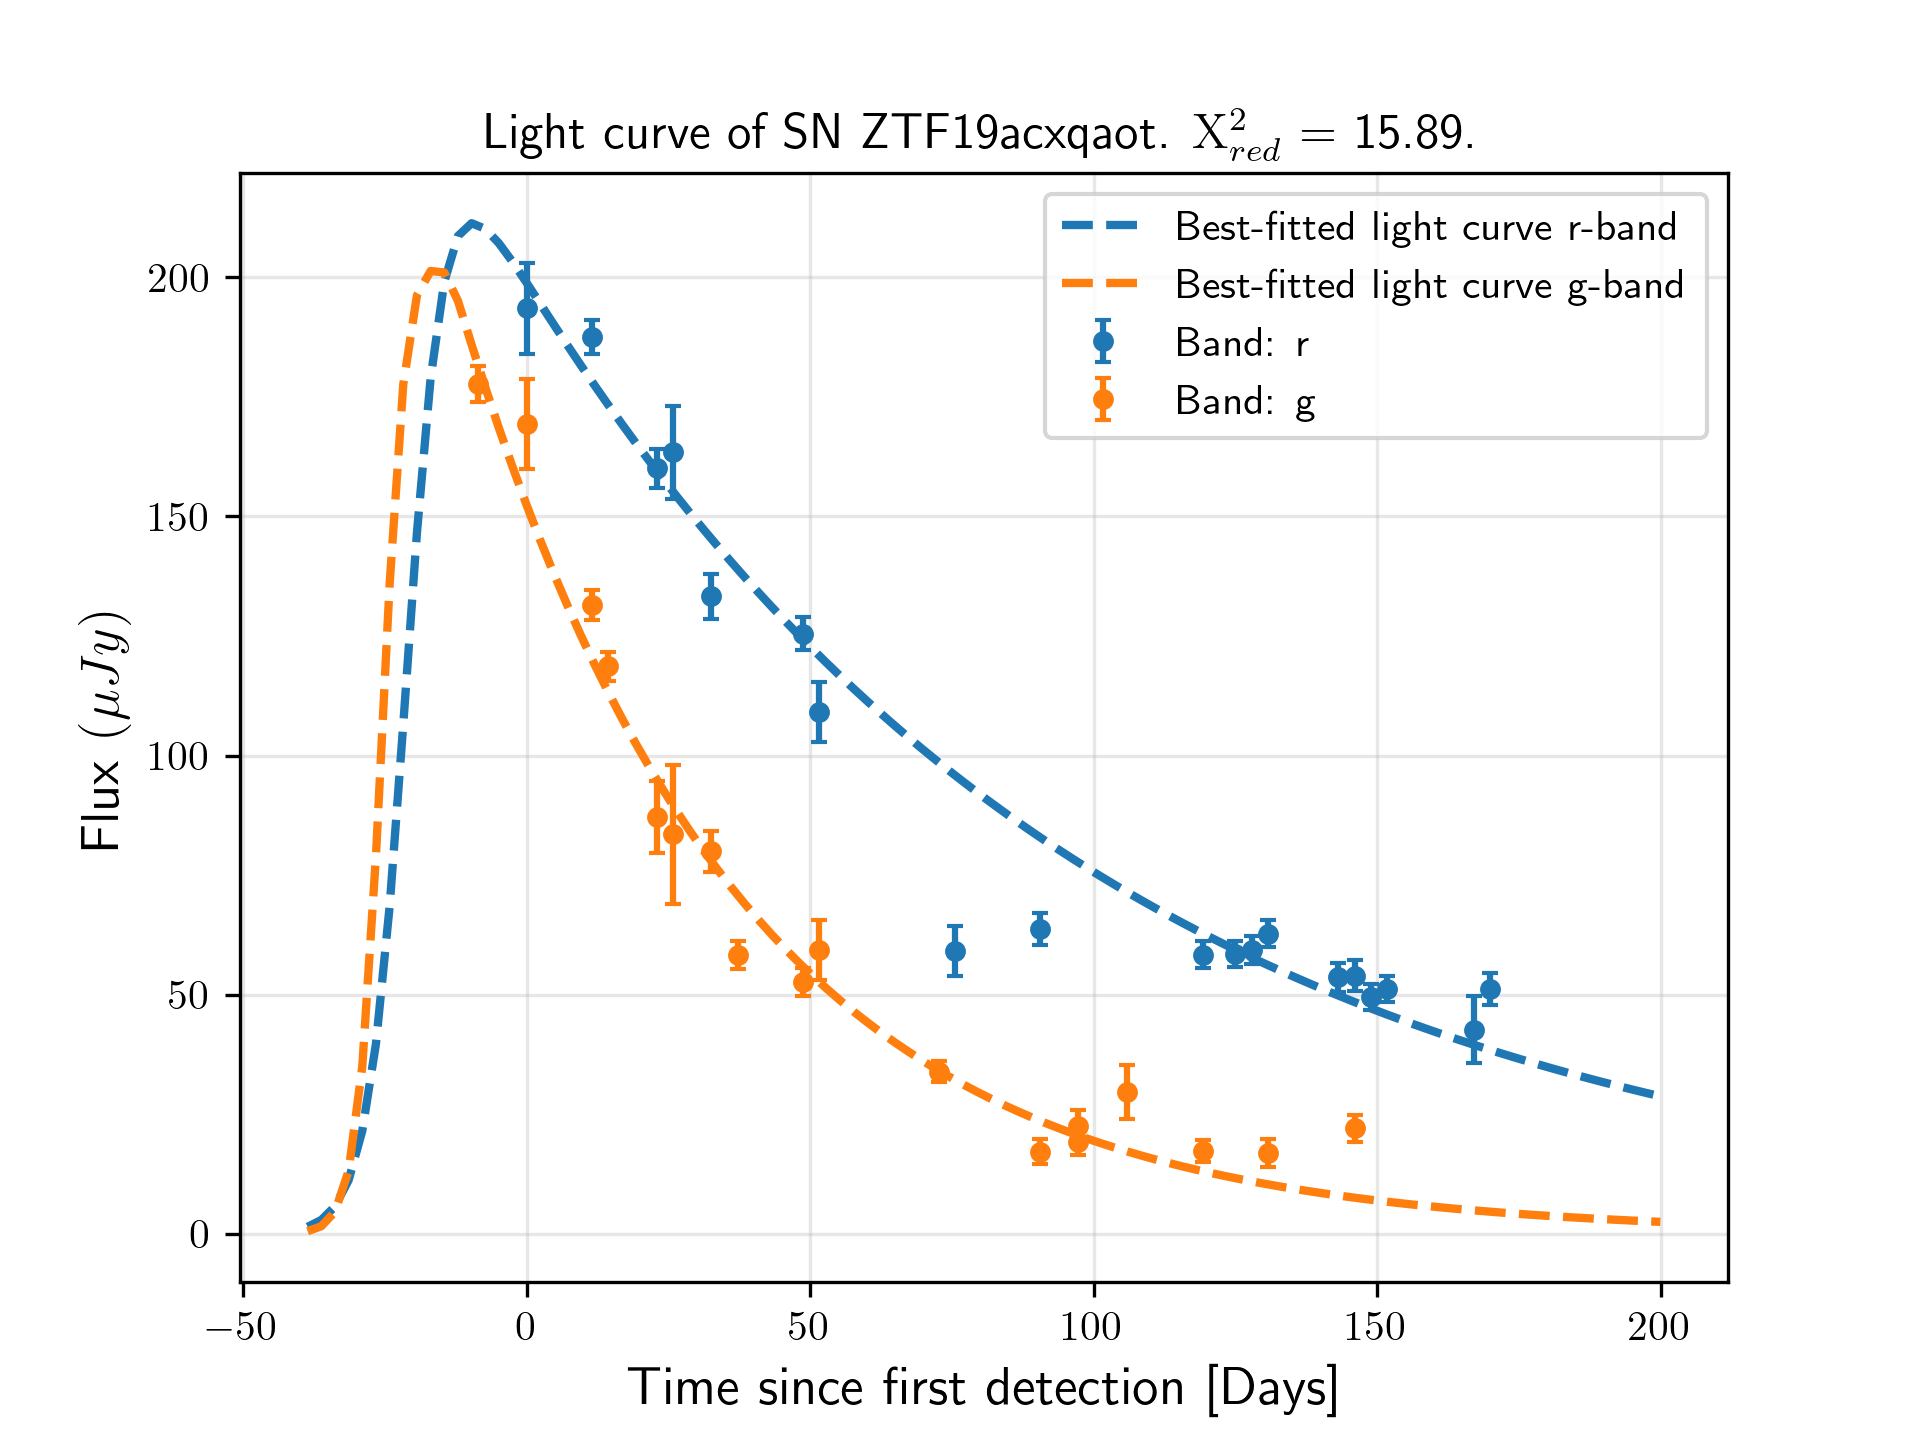 Light curve of SN ZTF19acxqaot. X²red = 15.89.
Best-fitted light curve r-band
Best-fitted light curve g-band
Band: r
Band: g
200
150
100
50
0
Flux (μJy)
−50 0 50 100 150 200
Time since first detection [Days]